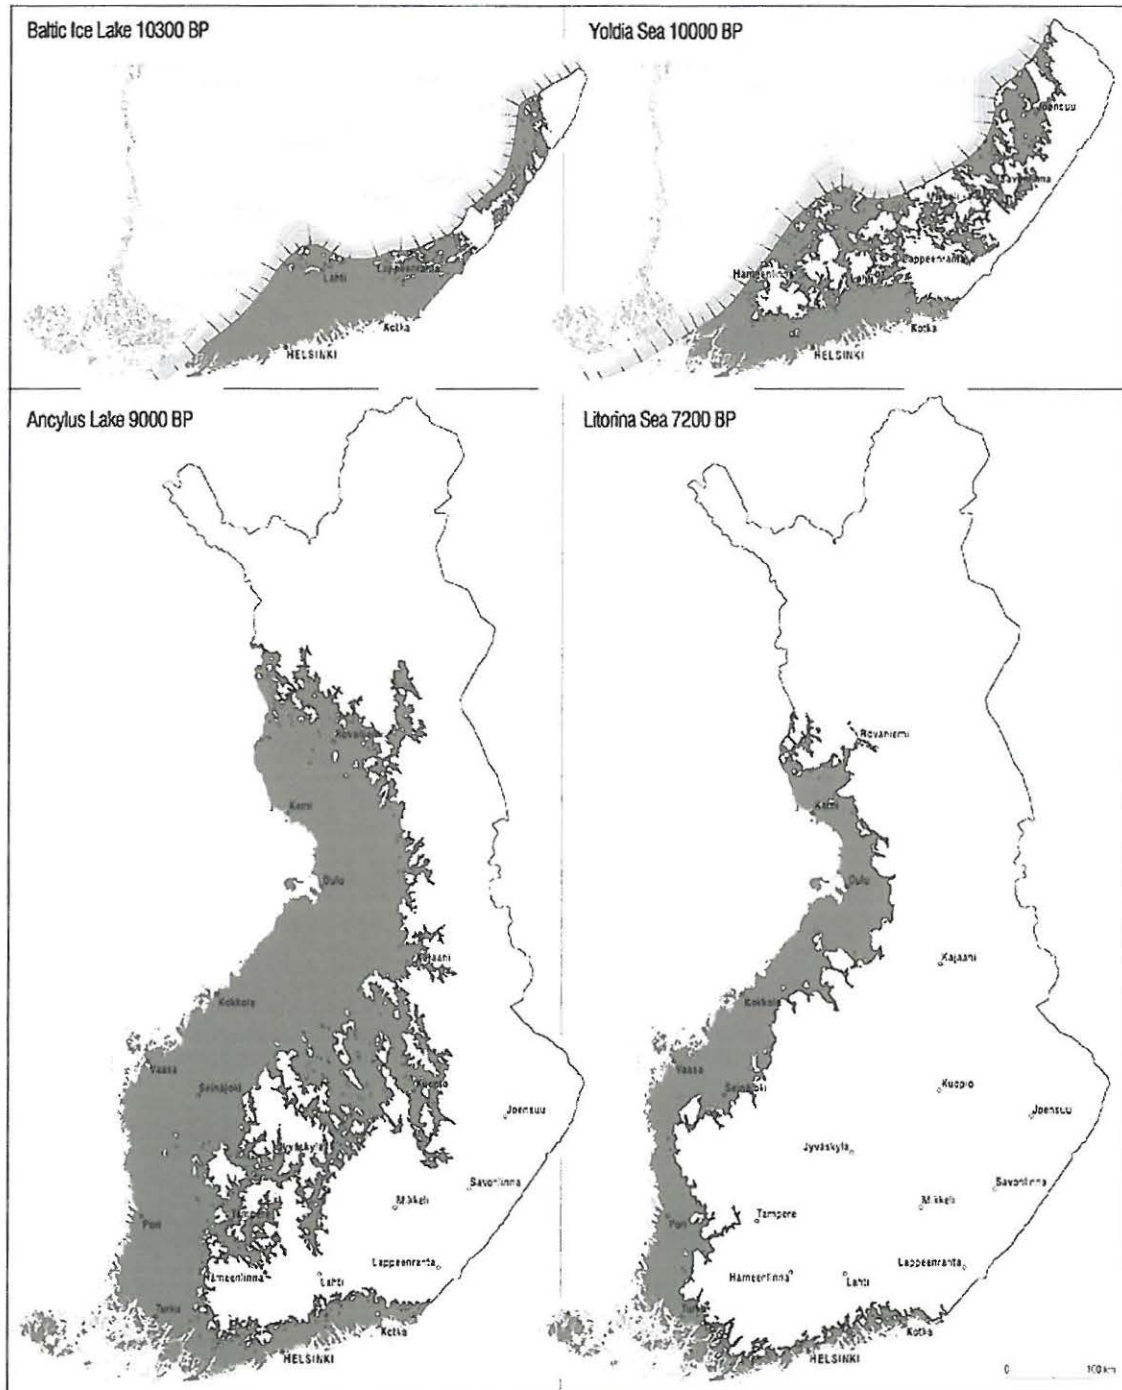 Baltic Ice Lake 10300 BP
Lahti
Lappeenranta
Kotka
HELSINKI
Yoldia Sea 10000 BP
Joensuu
Savonlinna
Lappeenranta
Hämeenlinna
Kotka
HELSINKI
Ancylus Lake 9000 BP
Rovaniemi
Kemi
Oulu
Kajaani
Kokkola
Vaasa
Seinäjoki
Kuopio
Joensuu
Jyväskylä
Savonlinna
Mikkeli
Tampere
Pori
Lappeenranta
Hämeenlinna
Lahti
Turku
Kotka
HELSINKI
Litorina Sea 7200 BP
Rovaniemi
Kemi
Oulu
Kajaani
Kokkola
Vaasa
Kuopio
Seinäjoki
Joensuu
Jyväskylä
Savonlinna
Mikkeli
Pori
Tampere
Lappeenranta
Hämeenlinna
Lahti
Turku
Kotka
HELSINKI
0 100 km